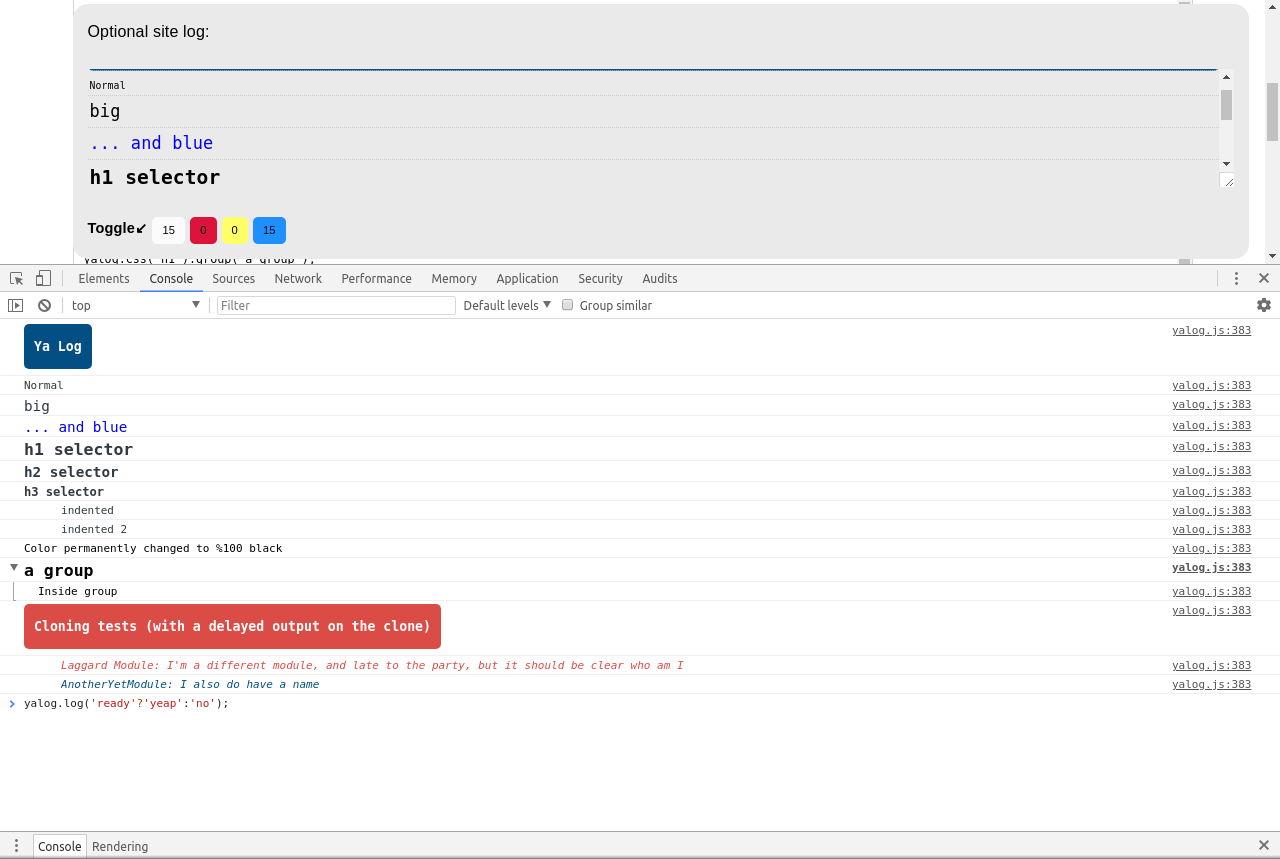 Optional site log:
Normal
big
... and blue
h1 selector
Toggle↙ 15 0 0 15
yalog.css('h1').group('a group');
Elements Console Sources Network Performance Memory Application Security Audits
top Filter Default levels Group similar
Ya Log yalog.js:383
Normal yalog.js:383
big yalog.js:383
... and blue yalog.js:383
h1 selector yalog.js:383
h2 selector yalog.js:383
h3 selector yalog.js:383
indented yalog.js:383
indented 2 yalog.js:383
Color permanently changed to %100 black yalog.js:383
a group yalog.js:383
Inside group yalog.js:383
Cloning tests (with a delayed output on the clone) yalog.js:383
Laggard Module: I'm a different module, and late to the party, but it should be clear who am I yalog.js:383
AnotherYetModule: I also do have a name yalog.js:383
yalog.log('ready'?'yeap':'no');
Console Rendering